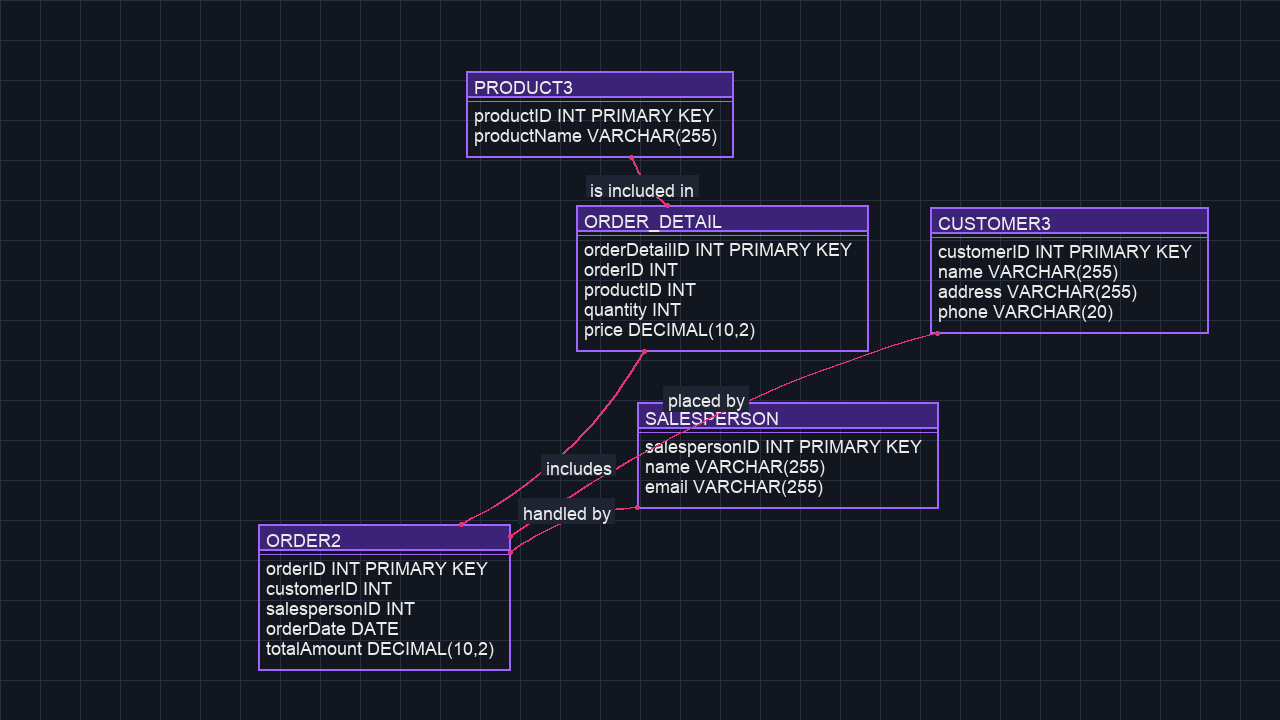 PRODUCT3
productID INT PRIMARY KEY
productName VARCHAR(255)
is included in
ORDER_DETAIL
orderDetailID INT PRIMARY KEY
orderID INT
productID INT
quantity INT
price DECIMAL(10,2)
CUSTOMER3
customerID INT PRIMARY KEY
name VARCHAR(255)
address VARCHAR(255)
phone VARCHAR(20)
placed by
SALESPERSON
salespersonID INT PRIMARY KEY
name VARCHAR(255)
email VARCHAR(255)
includes
handled by
ORDER2
orderID INT PRIMARY KEY
customerID INT
salespersonID INT
orderDate DATE
totalAmount DECIMAL(10,2)